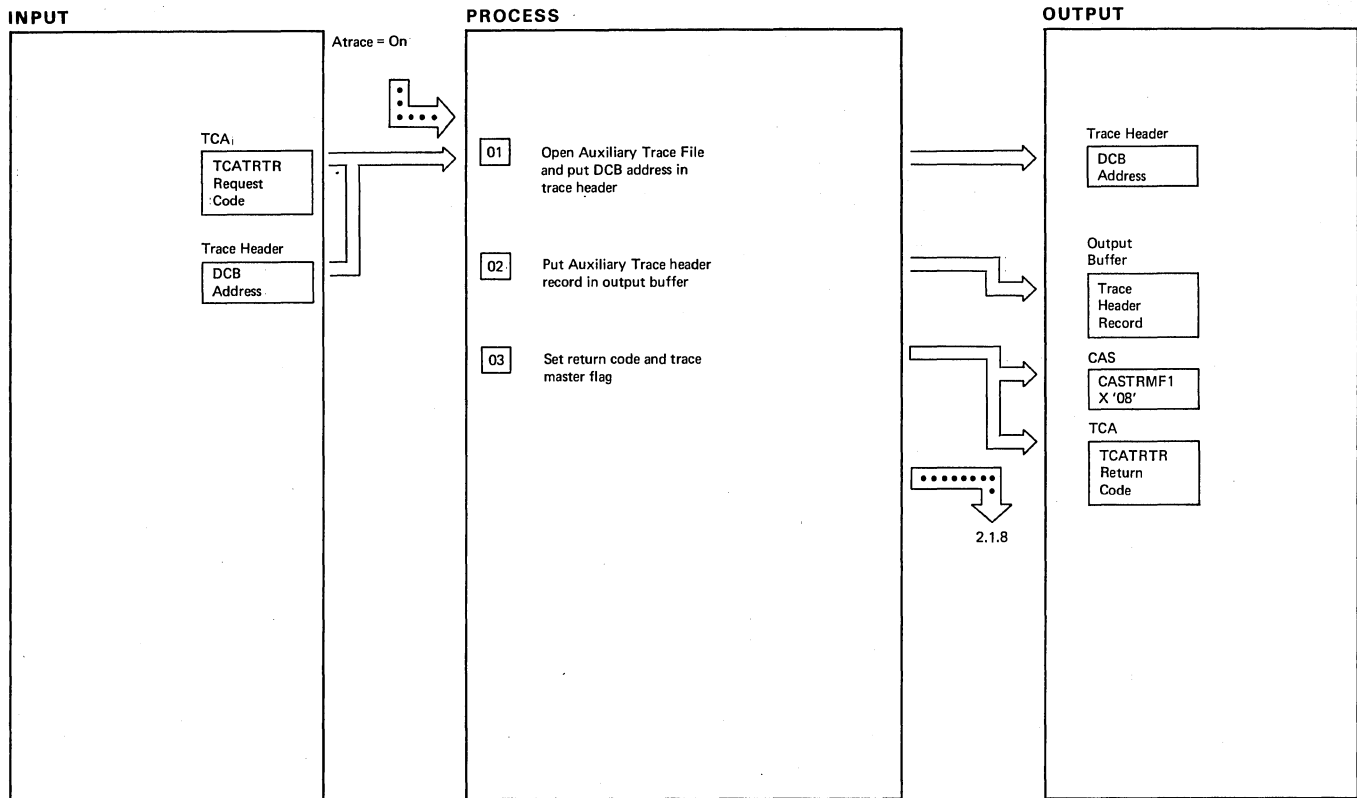 INPUT
Atrace = On
TCAi
TCATRTR
Request
Code
Trace Header
DCB
Address
PROCESS
01
Open Auxiliary Trace File
and put DCB address in
trace header
02
Put Auxiliary Trace header
record in output buffer
03
Set return code and trace
master flag
2.1.8
OUTPUT
Trace Header
DCB
Address
Output
Buffer
Trace
Header
Record
CAS
CASTRMF1
X '08'
TCA
TCATRTR
Return
Code